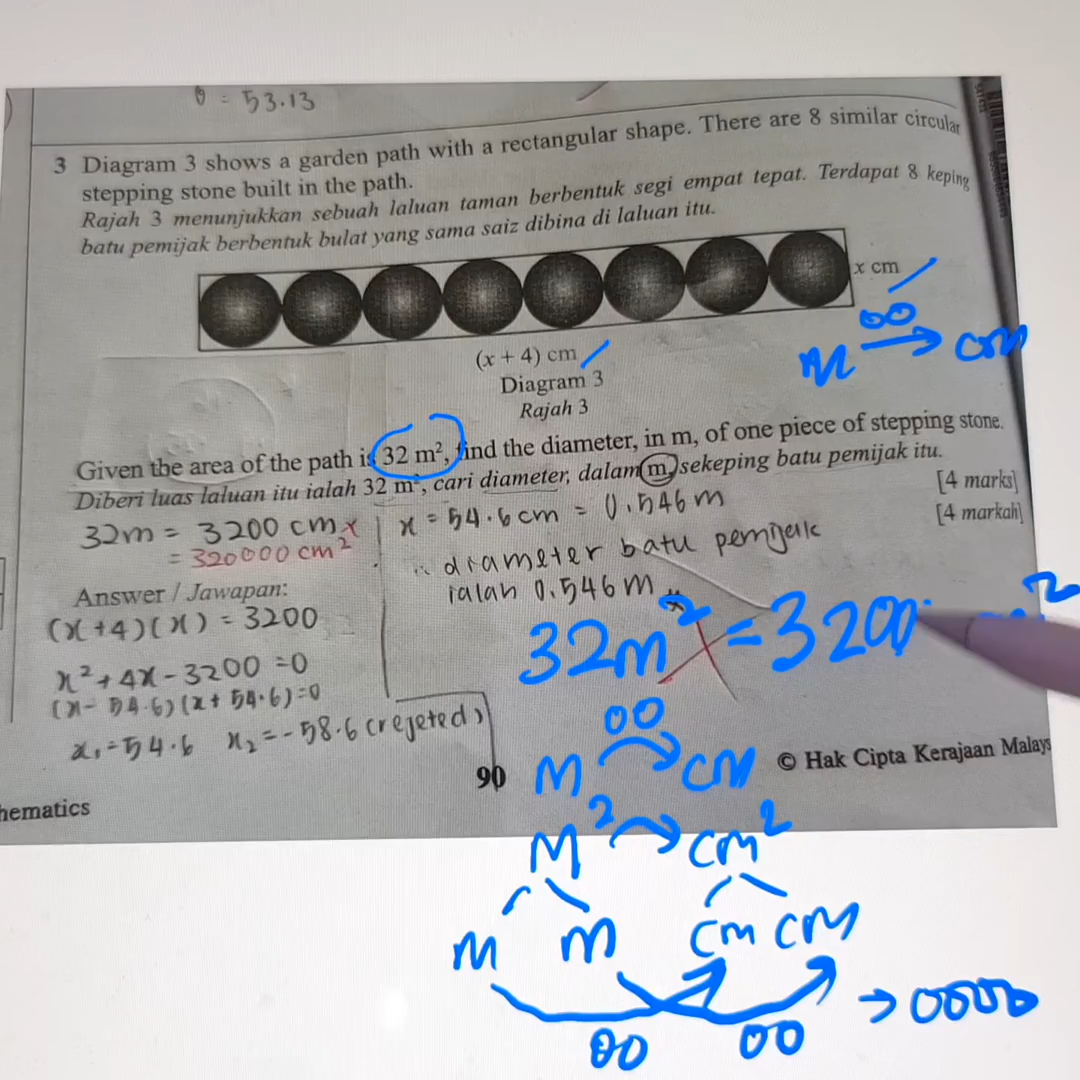 θ = 53.13
3 Diagram 3 shows a garden path with a rectangular shape. There are 8 similar circular
stepping stone built in the path.
Rajah 3 menunjukkan sebuah laluan taman berbentuk segi empat tepat. Terdapat 8 keping
batu pemijak berbentuk bulat yang sama saiz dibina di laluan itu.
x cm
00
M → cm
(x + 4) cm
Diagram 3
Rajah 3
Given the area of the path is 32 m², find the diameter, in m, of one piece of stepping stone.
Diberi luas laluan itu ialah 32 m², cari diameter, dalam m, sekeping batu pemijak itu.
[4 marks]
[4 markah]
32m = 3200 cm
= 320000 cm²
x = 54.6 cm = 0.546 m
∴ diameter batu pemijak
ialah 0.546 m
Answer / Jawapan:
(x+4)(x) = 3200
x² + 4x - 3200 = 0
(x - 54.6)(x + 54.6) = 0
x₁ = 54.6 x₂ = -58.6 (rejeted)
32m² = 3200
00
M → cm
M² → cm²
M M cm cm
00 00 → 0000
90
© Hak Cipta Kerajaan Malays
hematics